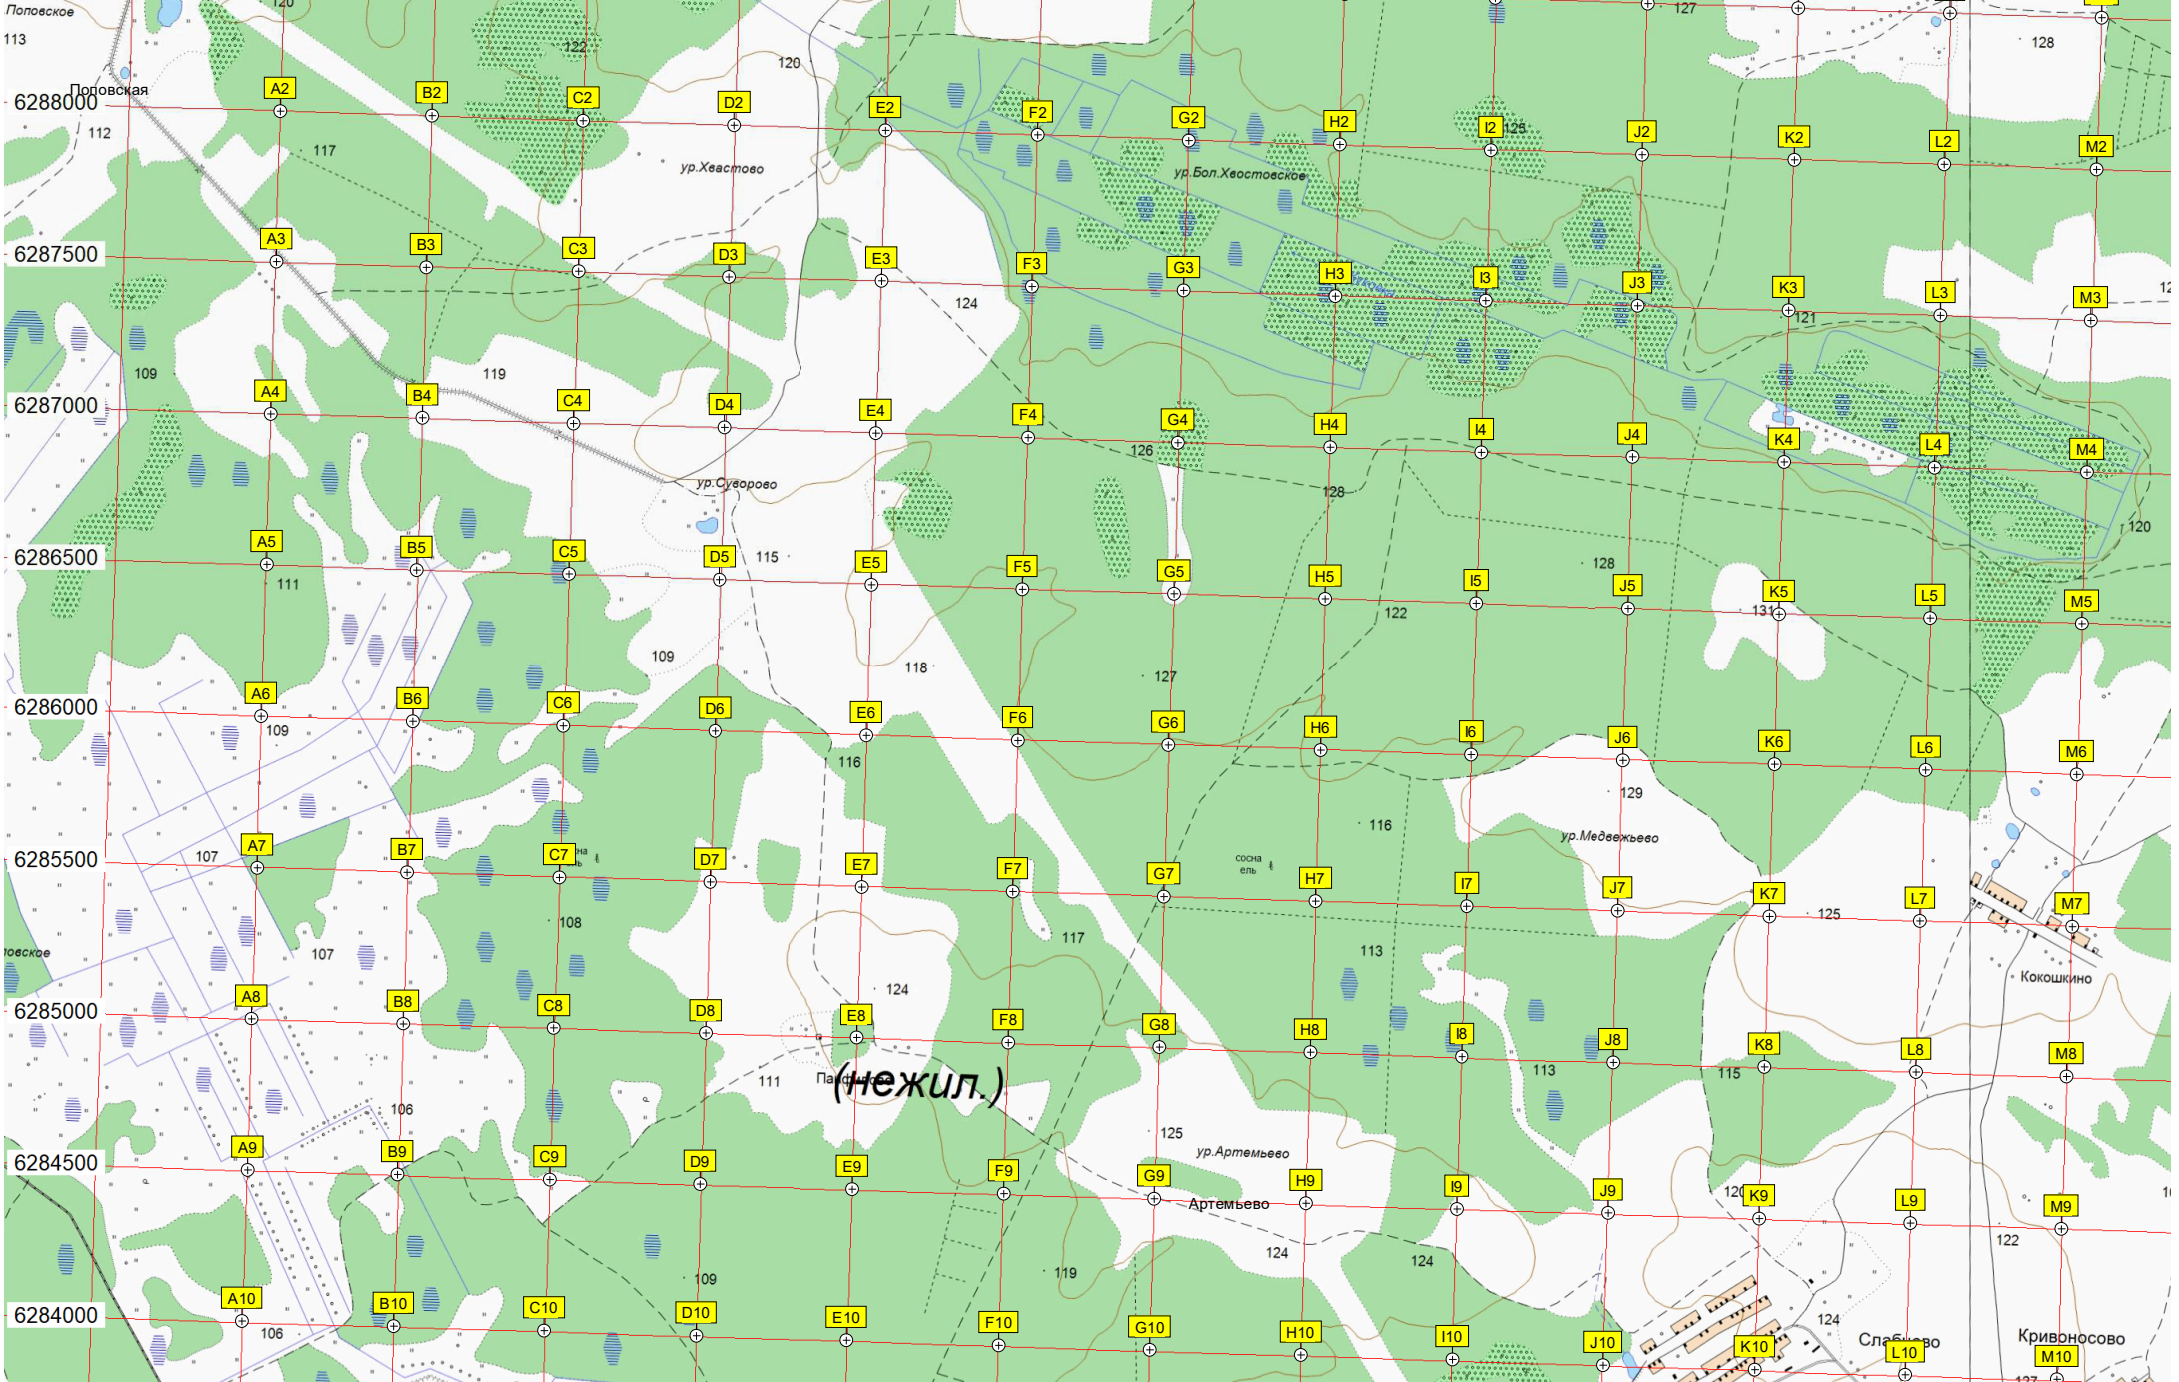 Поповское
120
113
122
120
127
128
Поповская
6288000
A2
B2
C2
D2
E2
F2
G2
H2
I2
125
J2
K2
L2
M2
112
117
ур.Хвастово
ур.Бол.Хвостовское
6287500
A3
B3
C3
D3
E3
F3
G3
H3
I3
J3
K3
L3
M3
124
121
109
119
6287000
A4
B4
C4
D4
E4
F4
G4
H4
I4
J4
K4
L4
M4
126
128
ур.Суворово
120
6286500
A5
B5
C5
D5
115
E5
F5
G5
H5
I5
128
J5
K5
131
L5
M5
111
122
109
118
127
6286000
A6
B6
C6
D6
E6
F6
G6
H6
I6
J6
K6
L6
M6
109
116
129
116
ур.Медвежьево
6285500
107
A7
B7
C7
D7
E7
F7
G7
сосна
ель
H7
I7
J7
K7
125
L7
M7
108
117
113
107
овское
Кокошкино
124
6285000
A8
B8
C8
D8
E8
F8
G8
H8
I8
J8
K8
L8
M8
111
(нежил.)
113
115
106
125
ур.Артемьево
6284500
A9
B9
C9
D9
E9
F9
G9
H9
I9
J9
120
K9
L9
M9
Артемьево
124
124
122
109
119
6284000
A10
B10
C10
D10
E10
F10
G10
H10
I10
J10
K10
L10
M10
106
124
Кривоносово
127